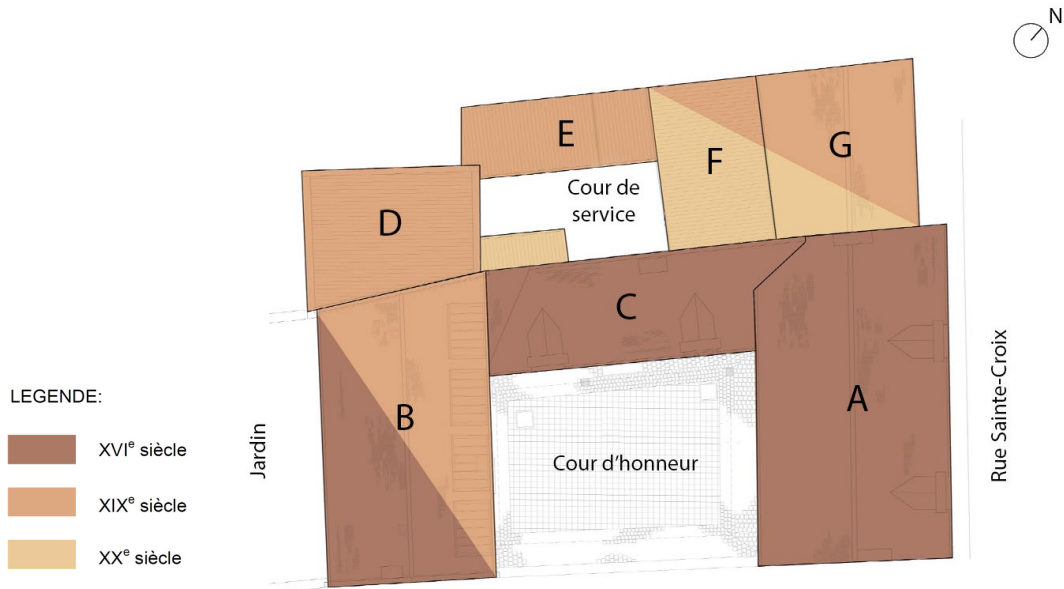 N
E
F
G
Cour de
service
D
C
A
B
Cour d'honneur
Jardin
Rue Sainte-Croix
LEGENDE:
XVIe siècle
XIXe siècle
XXe siècle